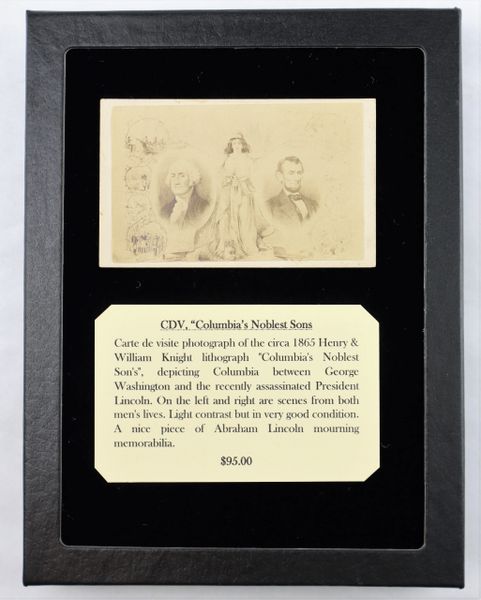 CDV, "Columbia's Noblest Sons
Carte de visite photograph of the circa 1865 Henry &
William Knight lithograph "Columbia's Noblest
Son's", depicting Columbia between George
Washington and the recently assassinated President
Lincoln. On the left and right are scenes from both
men's lives. Light contrast but in very good condition.
A nice piece of Abraham Lincoln mourning
memorabilia.
$95.00